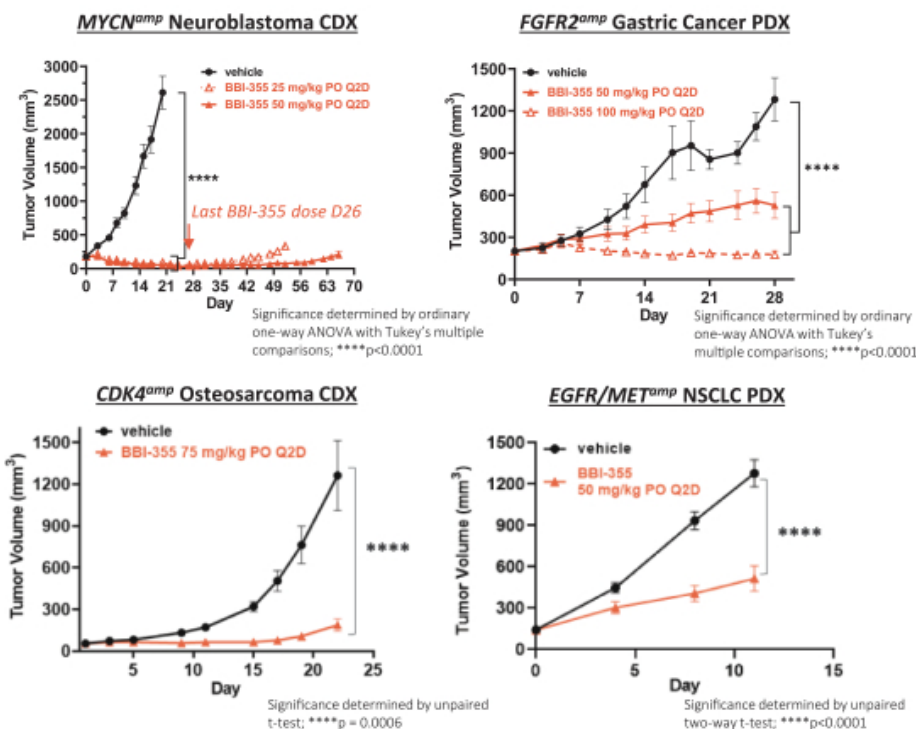 MYCNamp Neuroblastoma CDX
Tumor Volume (mm3)
3000
2500
2000
1500
1000
500
0
vehicle
BBI-355 25 mg/kg PO Q2D
BBI-355 50 mg/kg PO Q2D
****
Last BBI-355 dose D26
0 7 14 21 28 35 42 49 56 63 70
Day
Significance determined by ordinary
one-way ANOVA with Tukey's multiple
comparisons; ****p<0.0001
FGFR2amp Gastric Cancer PDX
Tumor Volume (mm3)
1500
1200
900
600
300
0
vehicle
BBI-355 50 mg/kg PO Q2D
BBI-355 100 mg/kg PO Q2D
****
0 7 14 21 28
Day
Significance determined by ordinary
one-way ANOVA with Tukey's
multiple comparisons; ****p<0.0001
CDK4amp Osteosarcoma CDX
Tumor Volume (mm3)
1500
1200
900
600
300
0
vehicle
BBI-355 75 mg/kg PO Q2D
****
5 10 15 20 25
Day
Significance determined by unpaired
t-test; ****p = 0.0006
EGFR/METamp NSCLC PDX
Tumor Volume (mm3)
1500
1200
900
600
300
0
vehicle
BBI-355
50 mg/kg PO Q2D
****
0 5 10 15
Day
Significance determined by unpaired
two-way t-test; ****p<0.0001